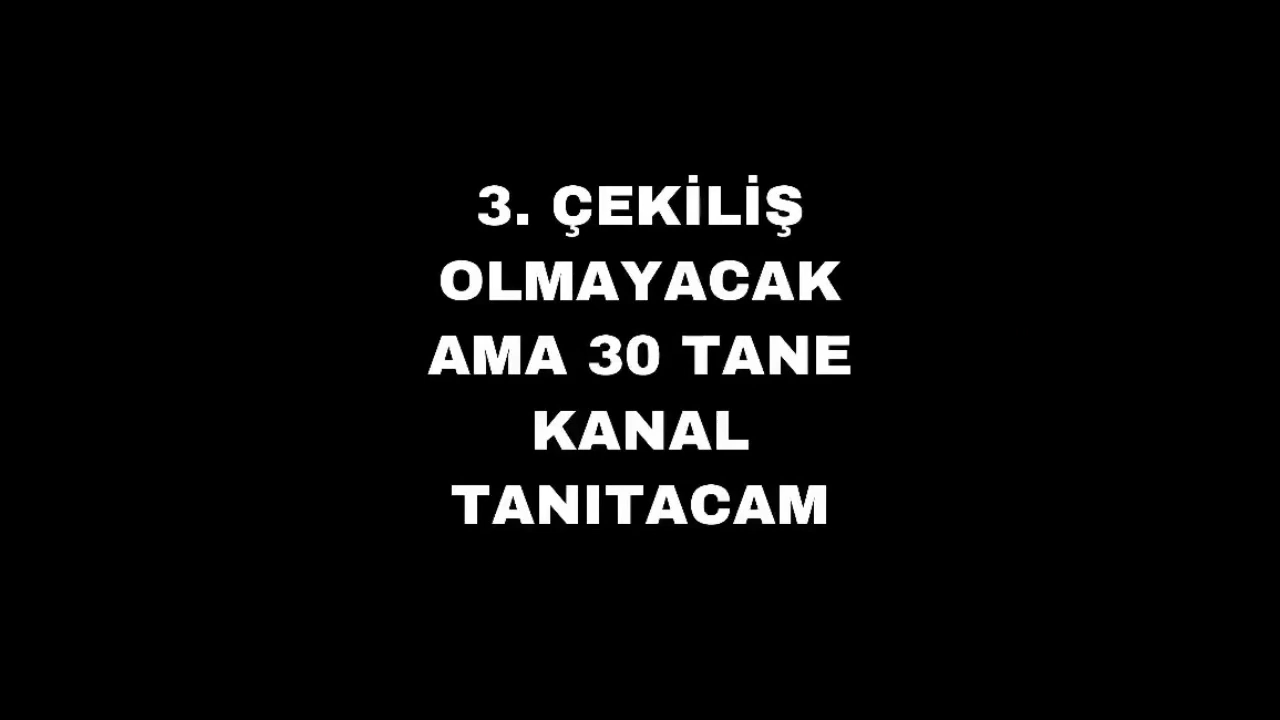 3. ÇEKİLİŞ
OLMAYACAK
AMA 30 TANE
KANAL
TANITACAM